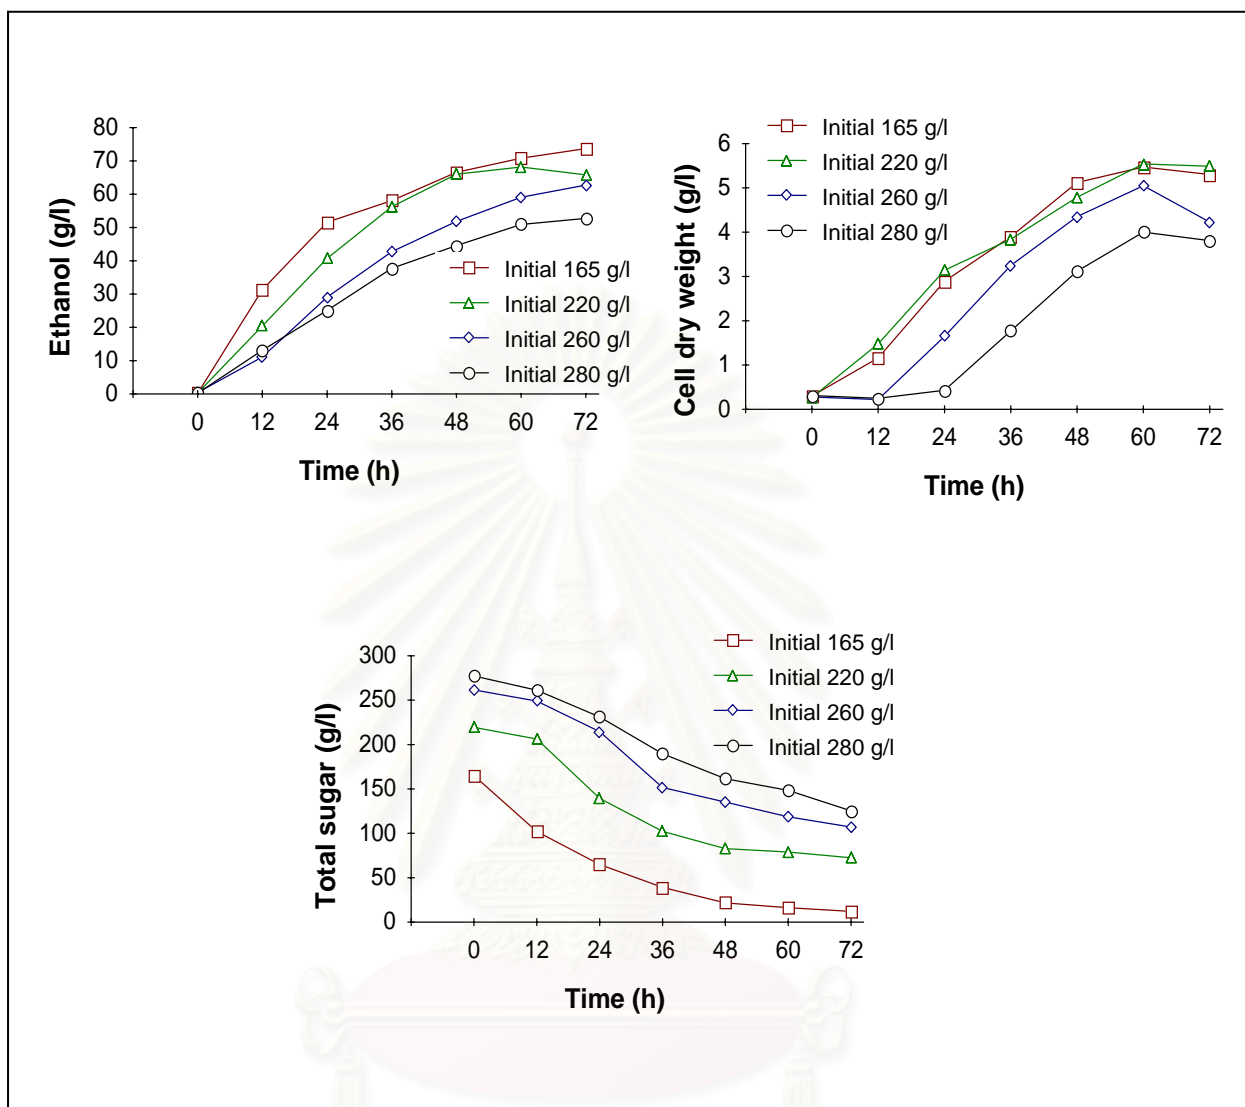 80
70
60
50
40
30
20
10
0
Ethanol (g/l)
0 12 24 36 48 60 72
Time (h)
Initial 165 g/l
Initial 220 g/l
Initial 260 g/l
Initial 280 g/l
Initial 165 g/l
Initial 220 g/l
Initial 260 g/l
Initial 280 g/l
6
5
4
3
2
1
0
Cell dry weight (g/l)
0 12 24 36 48 60 72
Time (h)
Initial 165 g/l
Initial 220 g/l
Initial 260 g/l
Initial 280 g/l
300
250
200
150
100
50
0
Total sugar (g/l)
0 12 24 36 48 60 72
Time (h)